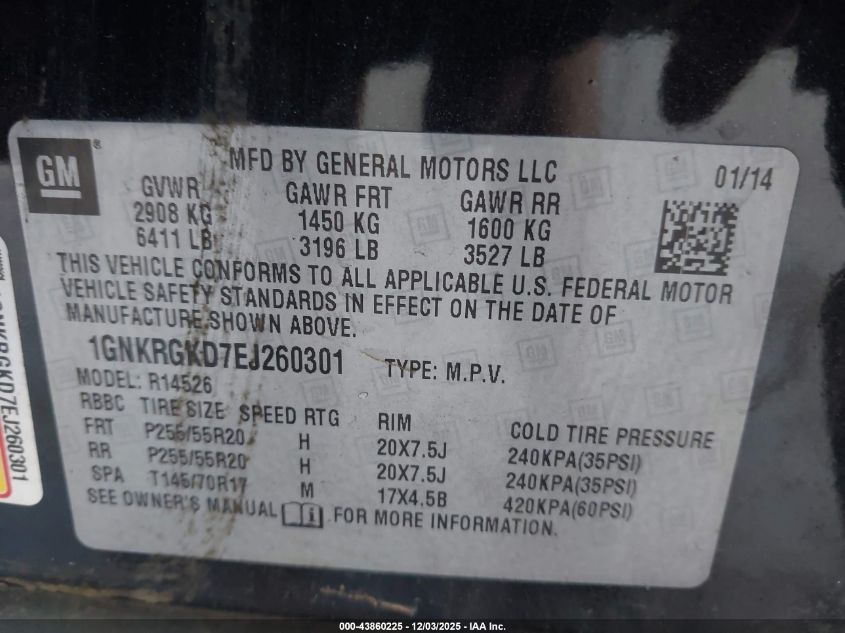 GM
®
MFD BY GENERAL MOTORS LLC
01/14
GVWR GAWR FRT GAWR RR
2908 KG 1450 KG 1600 KG
6411 LB 3196 LB 3527 LB
THIS VEHICLE CONFORMS TO ALL APPLICABLE U.S. FEDERAL MOTOR
VEHICLE SAFETY STANDARDS IN EFFECT ON THE DATE OF
MANUFACTURE SHOWN ABOVE.
1GNKRGKD7EJ260301 TYPE: M.P.V.
MODEL: R14526
RBBC TIRE SIZE SPEED RTG RIM COLD TIRE PRESSURE
FRT P255/55R20 H 20X7.5J 240KPA(35PSI)
RR P255/55R20 H 20X7.5J 240KPA(35PSI)
SPA T145/70R17 M 17X4.5B 420KPA(60PSI)
SEE OWNER'S MANUAL FOR MORE INFORMATION.
NKRGKD7EJ260301
000-43860225 - 12/03/2025 - IAA Inc.